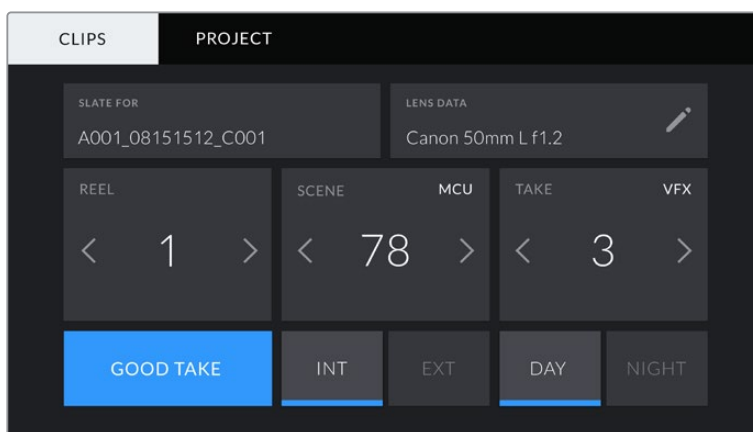 CLIPS PROJECT
SLATE FOR LENS DATA
A001_08151512_C001 Canon 50mm L f1.2
REEL SCENE MCU TAKE VFX
< 1 > < 78 > < 3 >
GOOD TAKE INT EXT DAY NIGHT